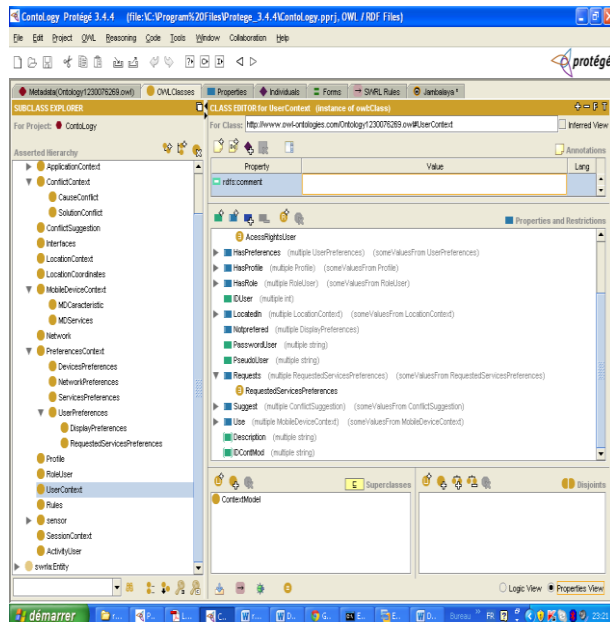 ContoLogy Protégé 3.4.4 (file:\C:\Program%20Files\Protege_3.4.4\ContoLogy.pprj, OWL / RDF Files)
File Edit Project OWL Reasoning Code Tools Window Collaboration Help
protégé
Metadata(Ontology1230076269.owl) OWLClasses Properties Individuals Forms SWRL Rules Jambalaya
SUBCLASS EXPLORER
For Project: ContoLogy
Asserted Hierarchy
ApplicationContext
ConflictContext
CauseConflict
SolutionConflict
ConflictSuggestion
Interfaces
LocationContext
LocationCoordinates
MobileDeviceContext
MDCaracteristic
MDServices
Network
PreferencesContext
DevicesPreferences
NetworkPreferences
ServicesPreferences
UserPreferences
DisplayPreferences
RequestedServicesPreferences
Profile
RoleUser
UserContext
Rules
sensor
SessionContext
ActivityUser
swrla:Entity
CLASS EDITOR for UserContext (instance of owl:Class)
For Class: http://www.owl-ontologies.com/Ontology1230076269.owl#UserContext Inferred View
Annotations
Property Value Lang
rdfs:comment
Properties and Restrictions
AcessRightsUser
HasPreferences (multiple UserPreferences) (someValuesFrom UserPreferences)
HasProfile (multiple Profile) (someValuesFrom Profile)
HasRole (multiple RoleUser) (someValuesFrom RoleUser)
IDUser (multiple int)
LocatedIn (multiple LocationContext) (someValuesFrom LocationContext)
Notprefered (multiple DisplayPreferences)
PasswordUser (multiple string)
PseudoUser (multiple string)
Requests (multiple RequestedServicesPreferences) (someValuesFrom RequestedServicesPreferences)
RequestedServicesPreferences
Suggest (multiple ConflictSuggestion) (someValuesFrom ConflictSuggestion)
Use (multiple MobileDeviceContext) (someValuesFrom MobileDeviceContext)
Description (multiple string)
IDContMod (multiple string)
Superclasses
ContextModel
Disjoints
Logic View Properties View
démarrer r... P... L... C... r... D... G... E... E... D... Bureau FR 23:21